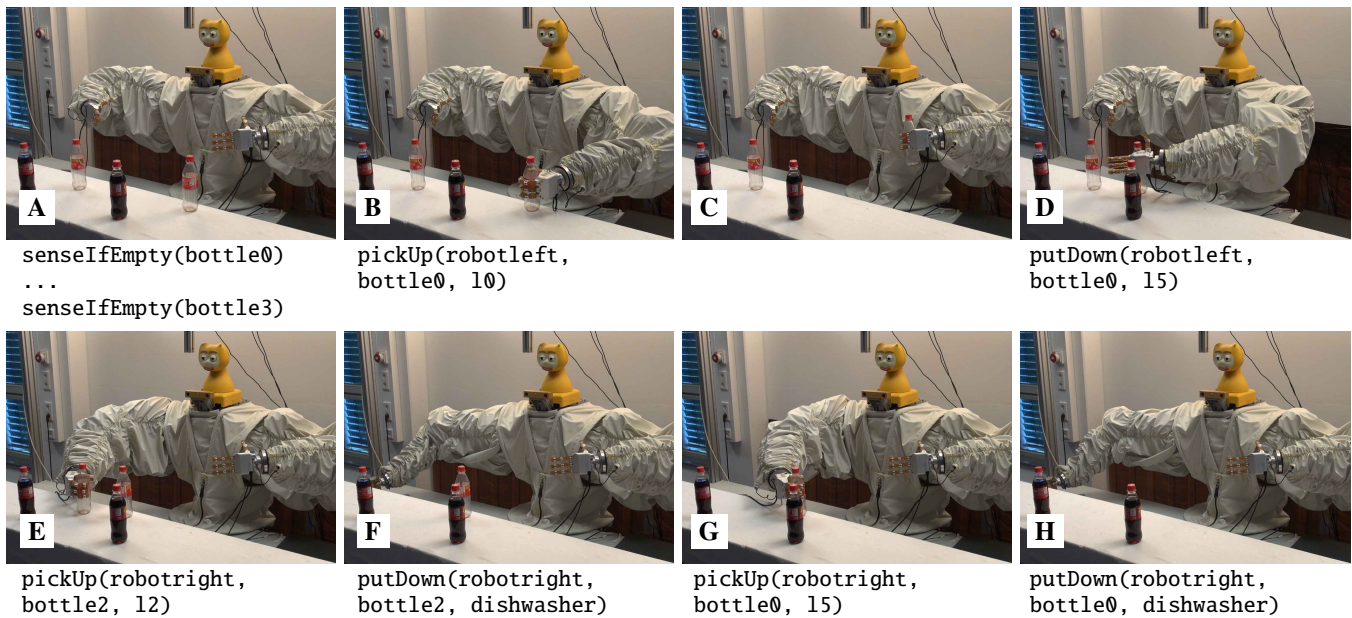 A
B
C
D
senseIfEmpty(bottle0)
...
senseIfEmpty(bottle3)
pickUp(robotleft,
bottle0, l0)
putDown(robotleft,
bottle0, l5)
E
F
G
H
pickUp(robotright,
bottle2, l2)
putDown(robotright,
bottle2, dishwasher)
pickUp(robotright,
bottle0, l5)
putDown(robotright,
bottle0, dishwasher)